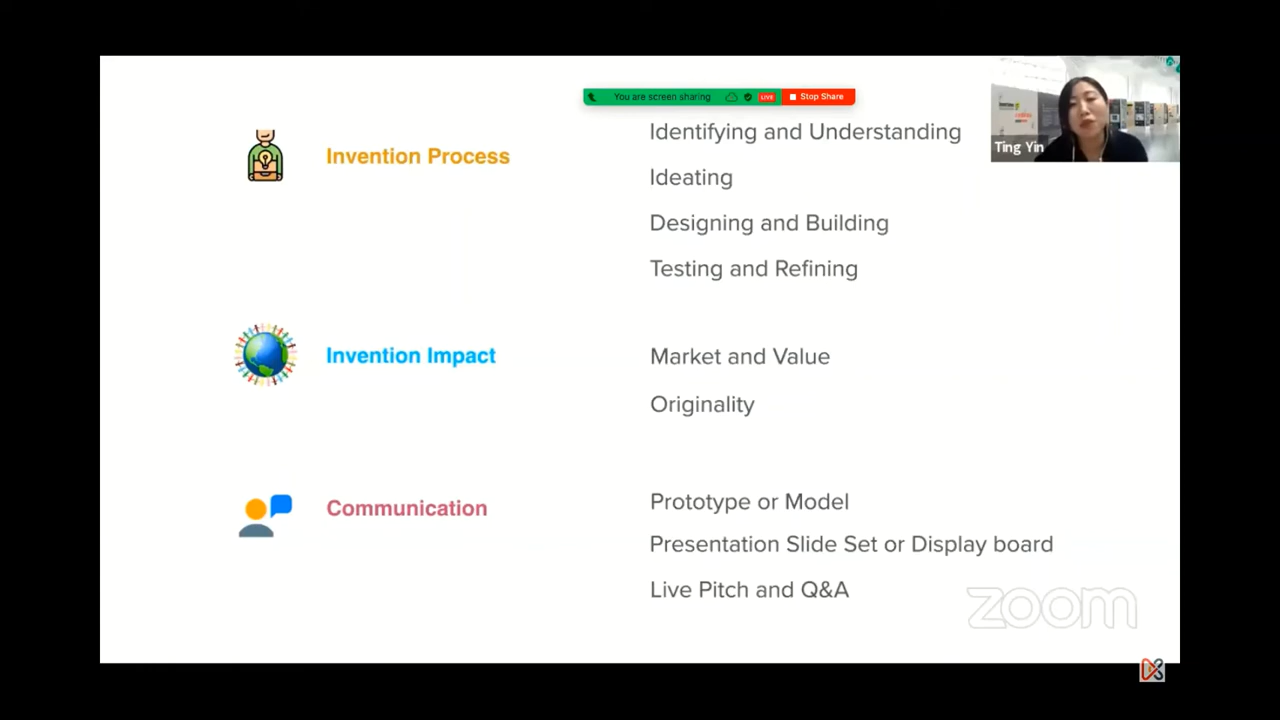 You are screen sharing LIVE Stop Share
Ting Yin
Invention Process
Identifying and Understanding
Ideating
Designing and Building
Testing and Refining
Invention Impact
Market and Value
Originality
Communication
Prototype or Model
Presentation Slide Set or Display board
Live Pitch and Q&A
zoom